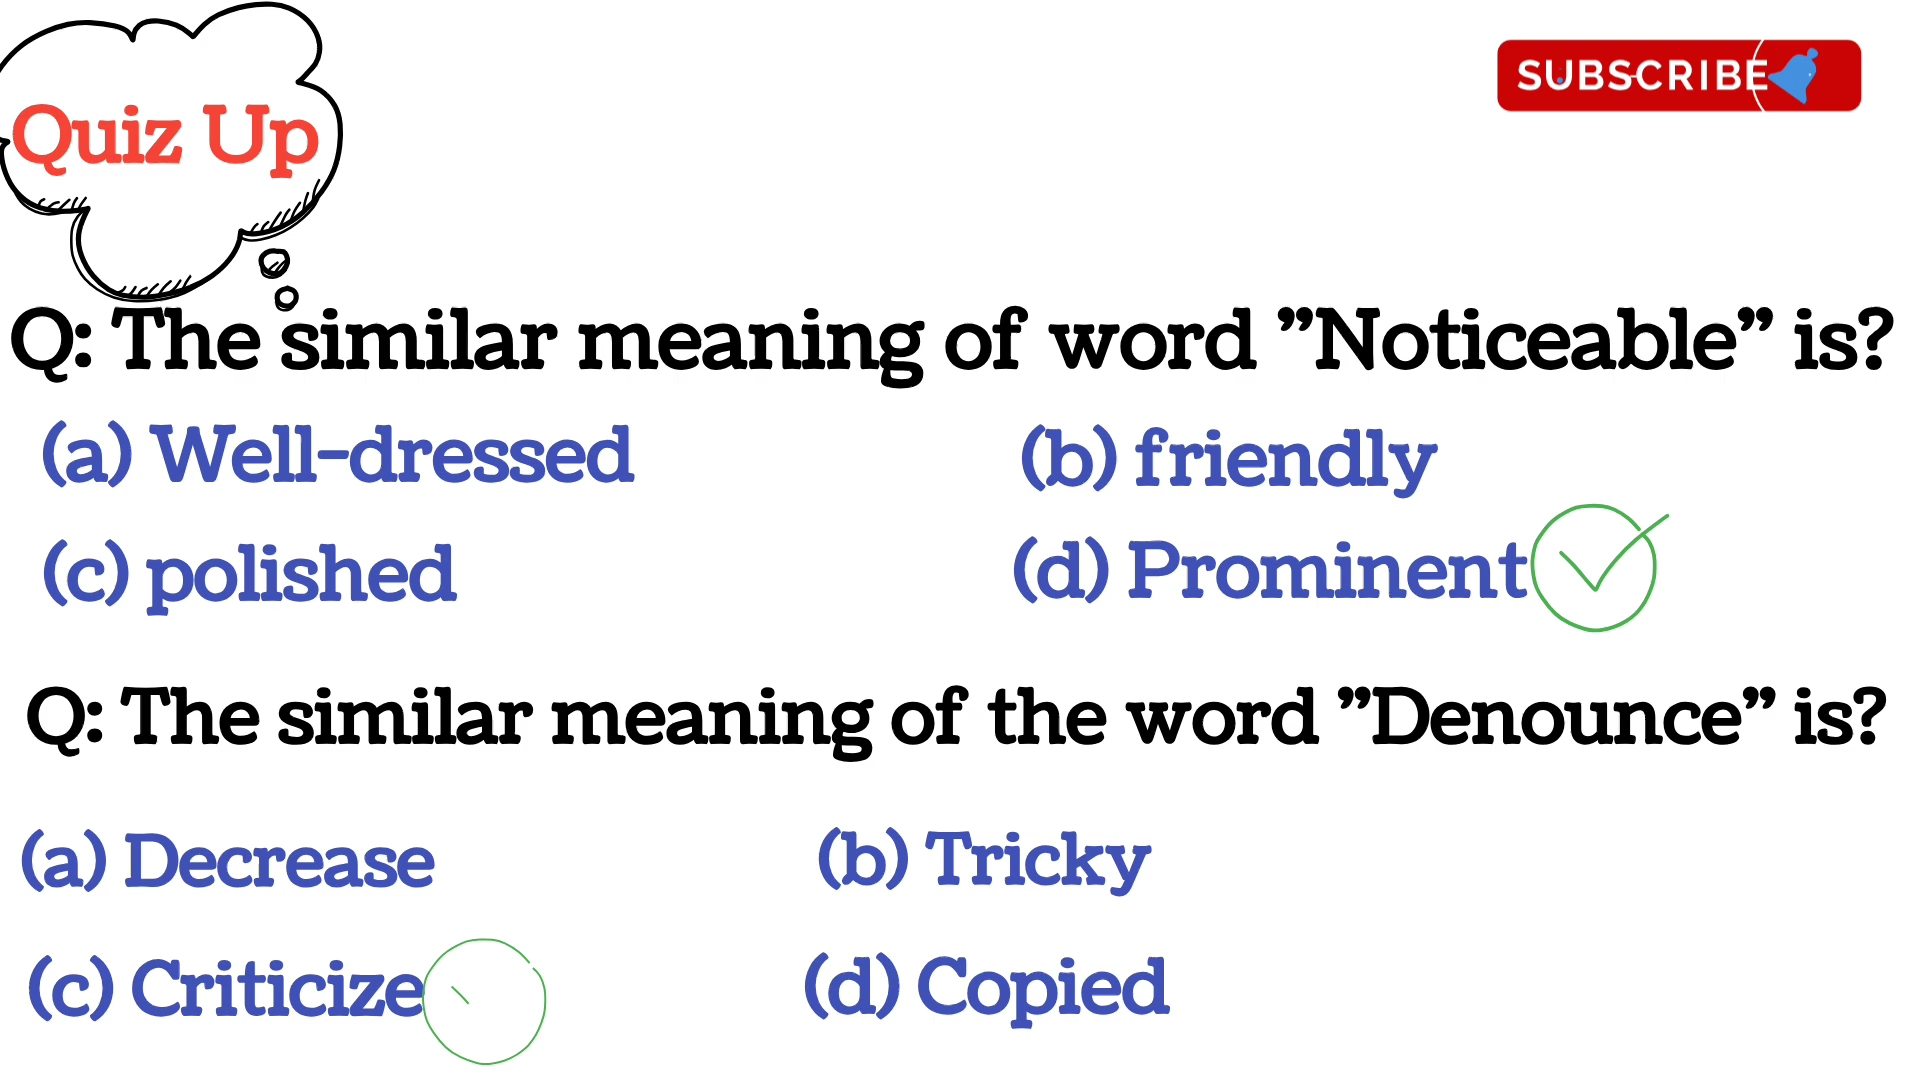 Quiz Up
SUBSCRIBE
Q: The similar meaning of word ”Noticeable” is?
(a) Well-dressed (b) friendly
(c) polished (d) Prominent
Q: The similar meaning of the word ”Denounce” is?
(a) Decrease (b) Tricky
(c) Criticize (d) Copied